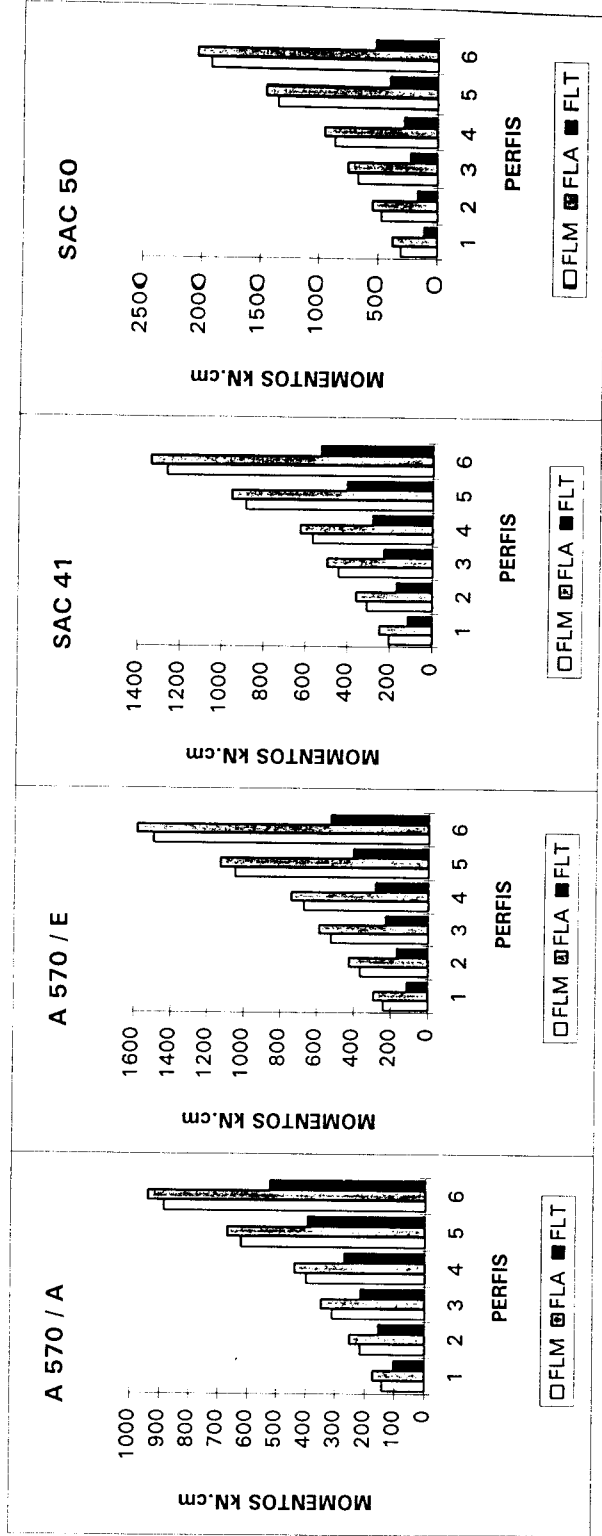 A 570 / A
MOMENTOS kN.cm
1000
900
800
700
600
500
400
300
200
100
0
1 2 3 4 5 6
PERFIS
FLM FLA FLT
A 570 / E
MOMENTOS kN.cm
1600
1400
1200
1000
800
600
400
200
0
1 2 3 4 5 6
PERFIS
FLM FLA FLT
SAC 41
MOMENTOS kN.cm
1400
1200
1000
800
600
400
200
0
1 2 3 4 5 6
PERFIS
FLM FLA FLT
SAC 50
MOMENTOS kN.cm
2500
2000
1500
1000
500
0
1 2 3 4 5 6
PERFIS
FLM FLA FLT